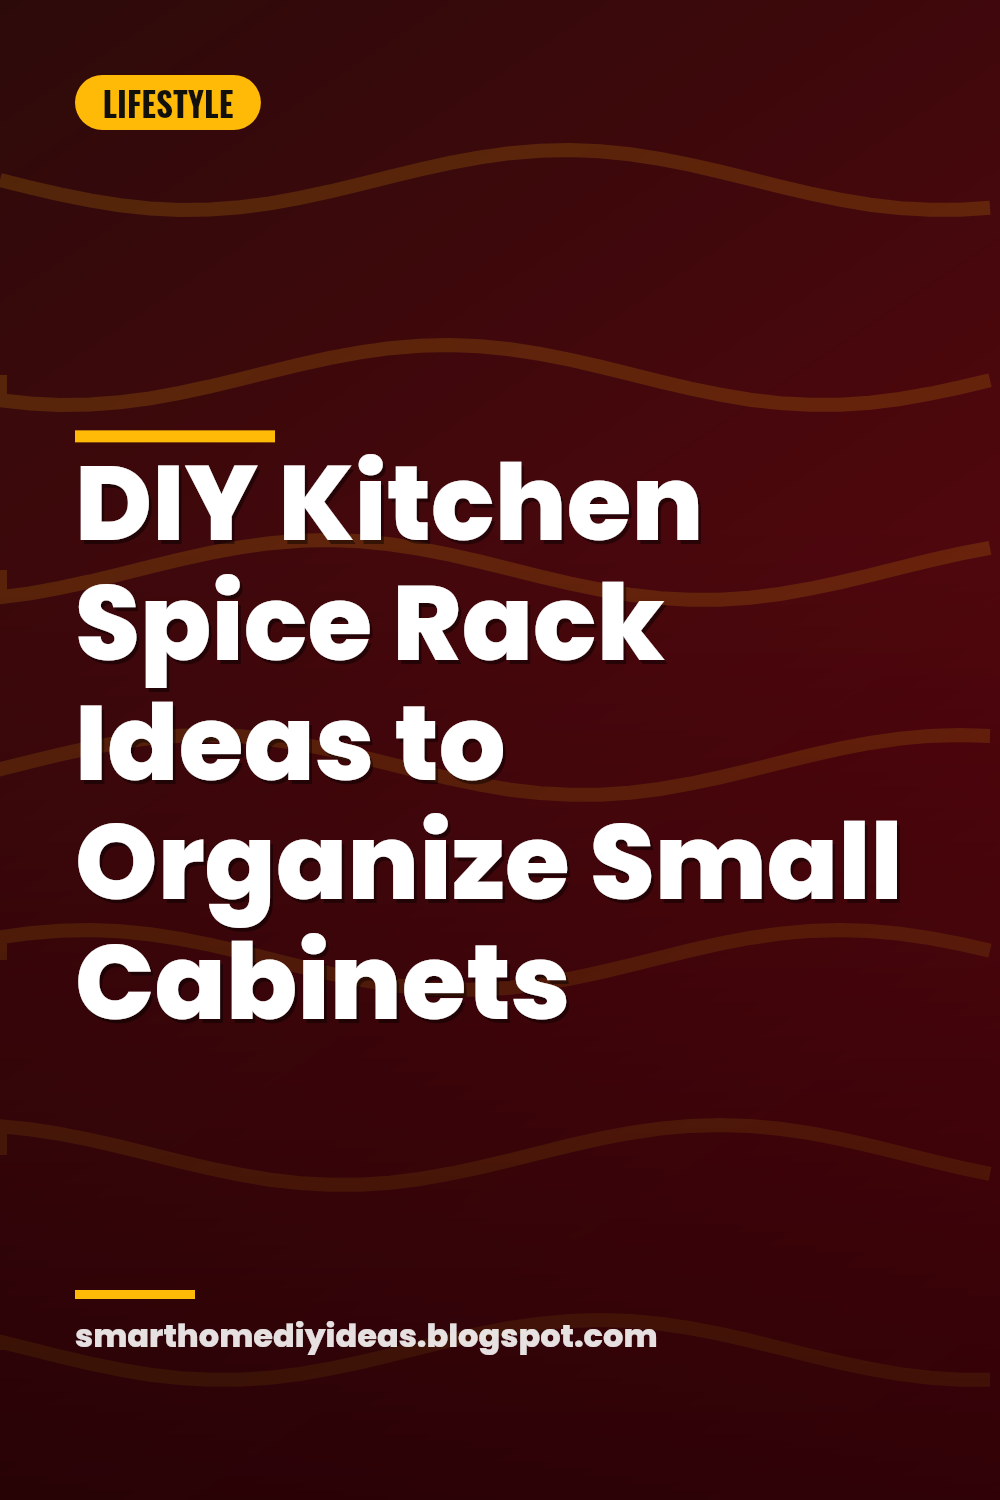 LIFESTYLE
DIY Kitchen
Spice Rack
Ideas to
Organize Small
Cabinets
smarthomediyideas.blogspot.com